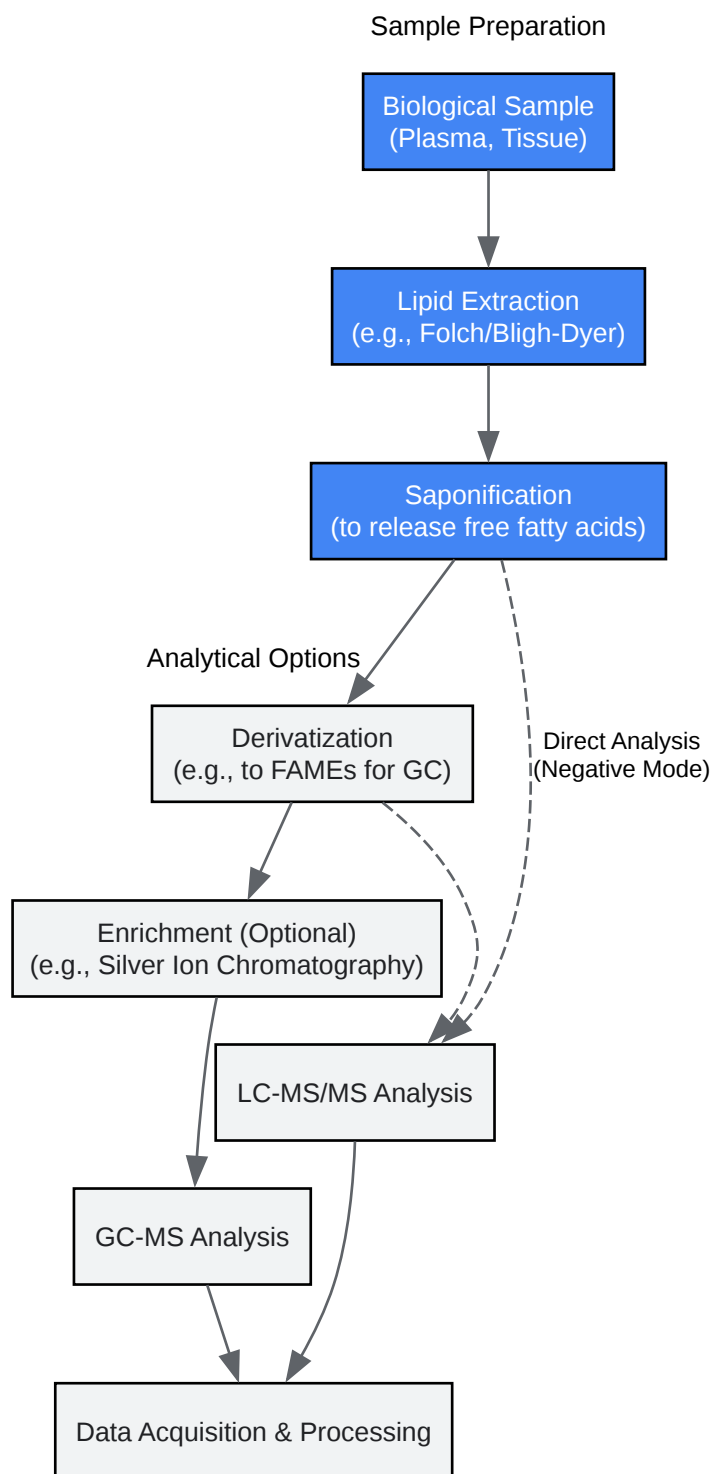 Sample Preparation
Biological Sample
(Plasma, Tissue)
Lipid Extraction
(e.g., Folch/Bligh-Dyer)
Saponification
(to release free fatty acids)
Analytical Options
Derivatization
(e.g., to FAMEs for GC)
Direct Analysis
(Negative Mode)
Enrichment (Optional)
(e.g., Silver Ion Chromatography)
LC-MS/MS Analysis
GC-MS Analysis
Data Acquisition & Processing